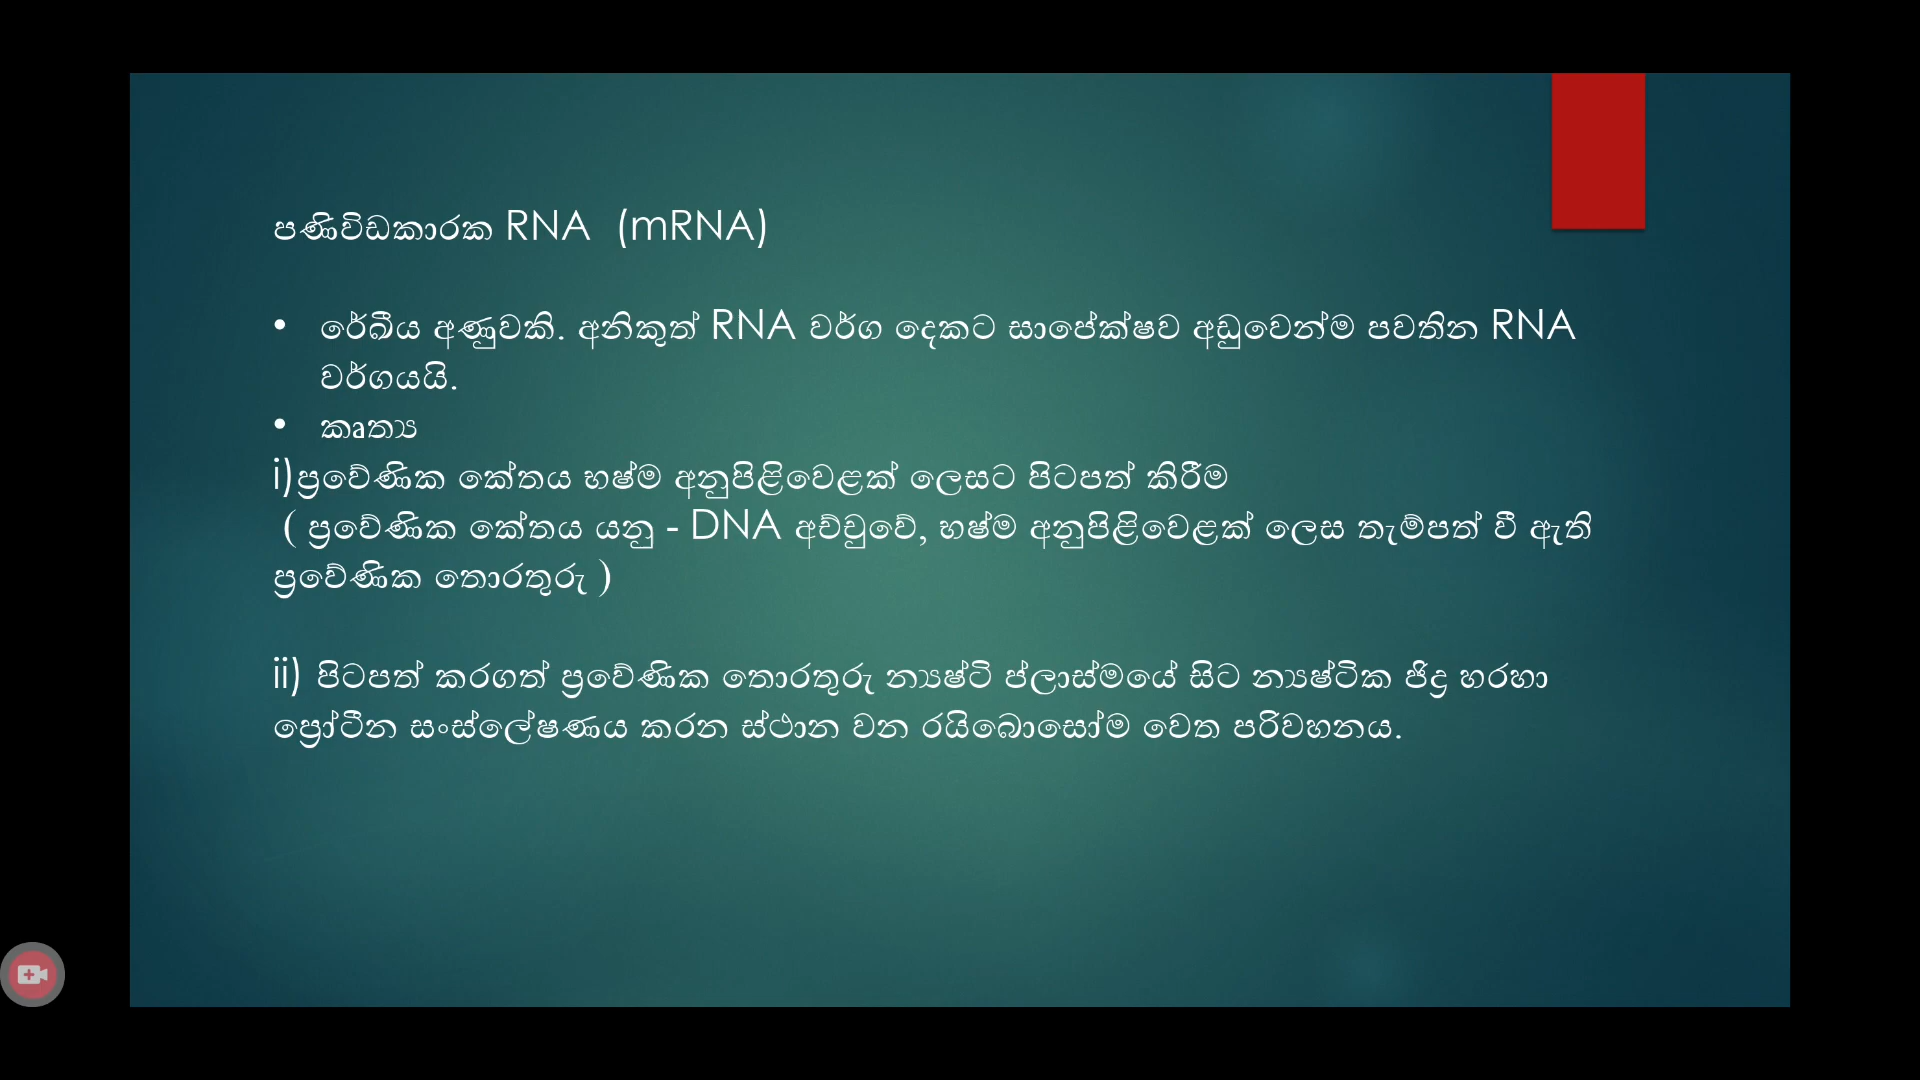 පණිවිඩකාරක RNA (mRNA)
• රේඛීය අණුවකි. අනිකුත් RNA වර්ග දෙකට සාපේක්ෂව අඩුවෙන්ම පවතින RNA
වර්ගයයි.
• කෘත්‍ය
i)ප්‍රවේණික කේතය භෂ්ම අනුපිළිවෙළක් ලෙසට පිටපත් කිරීම
( ප්‍රවේණික කේතය යනු - DNA අච්චුවේ, භෂ්ම අනුපිළිවෙළක් ලෙස තැම්පත් වී ඇති
ප්‍රවේණික තොරතුරු )
ii) පිටපත් කරගත් ප්‍රවේණික තොරතුරු න්‍යෂ්ටි ප්ලාස්මයේ සිට න්‍යෂ්ටික ජිද්‍ර හරහා
ප්‍රෝටීන සංස්ලේෂණය කරන ස්ථාන වන රයිබොසෝම වෙත පරිවහනය.